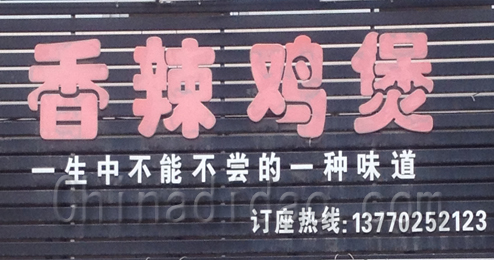 香辣鸡煲
一生中不能不尝的一种味道
Chinadidao.com
订座热线:13770252123